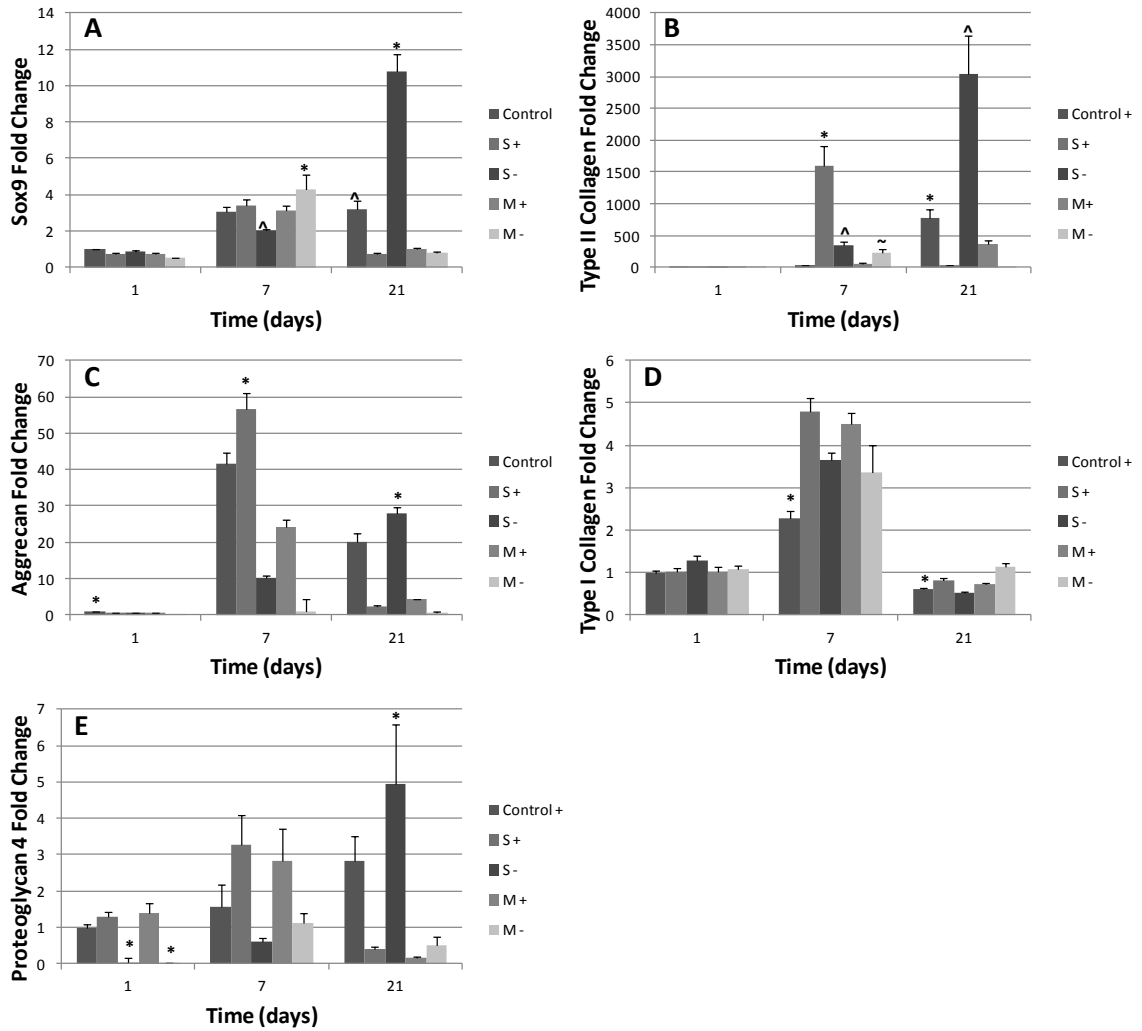 A
Sox9 Fold Change
14
12
10
8
6
4
2
0
^
*
^
*
1 7 21
Time (days)
Control
S +
S -
M +
M -
B
Type II Collagen Fold Change
4000
3500
3000
2500
2000
1500
1000
500
0
*
^
~
*
^
1 7 21
Time (days)
Control +
S +
S -
M +
M -
C
Aggrecan Fold Change
70
60
50
40
30
20
10
0
*
*
*
1 7 21
Time (days)
Control
S +
S -
M +
M -
D
Type I Collagen Fold Change
6
5
4
3
2
1
0
*
*
1 7 21
Time (days)
Control +
S +
S -
M +
M -
E
Proteoglycan 4 Fold Change
7
6
5
4
3
2
1
0
*
*
*
1 7 21
Time (days)
Control +
S +
S -
M +
M -